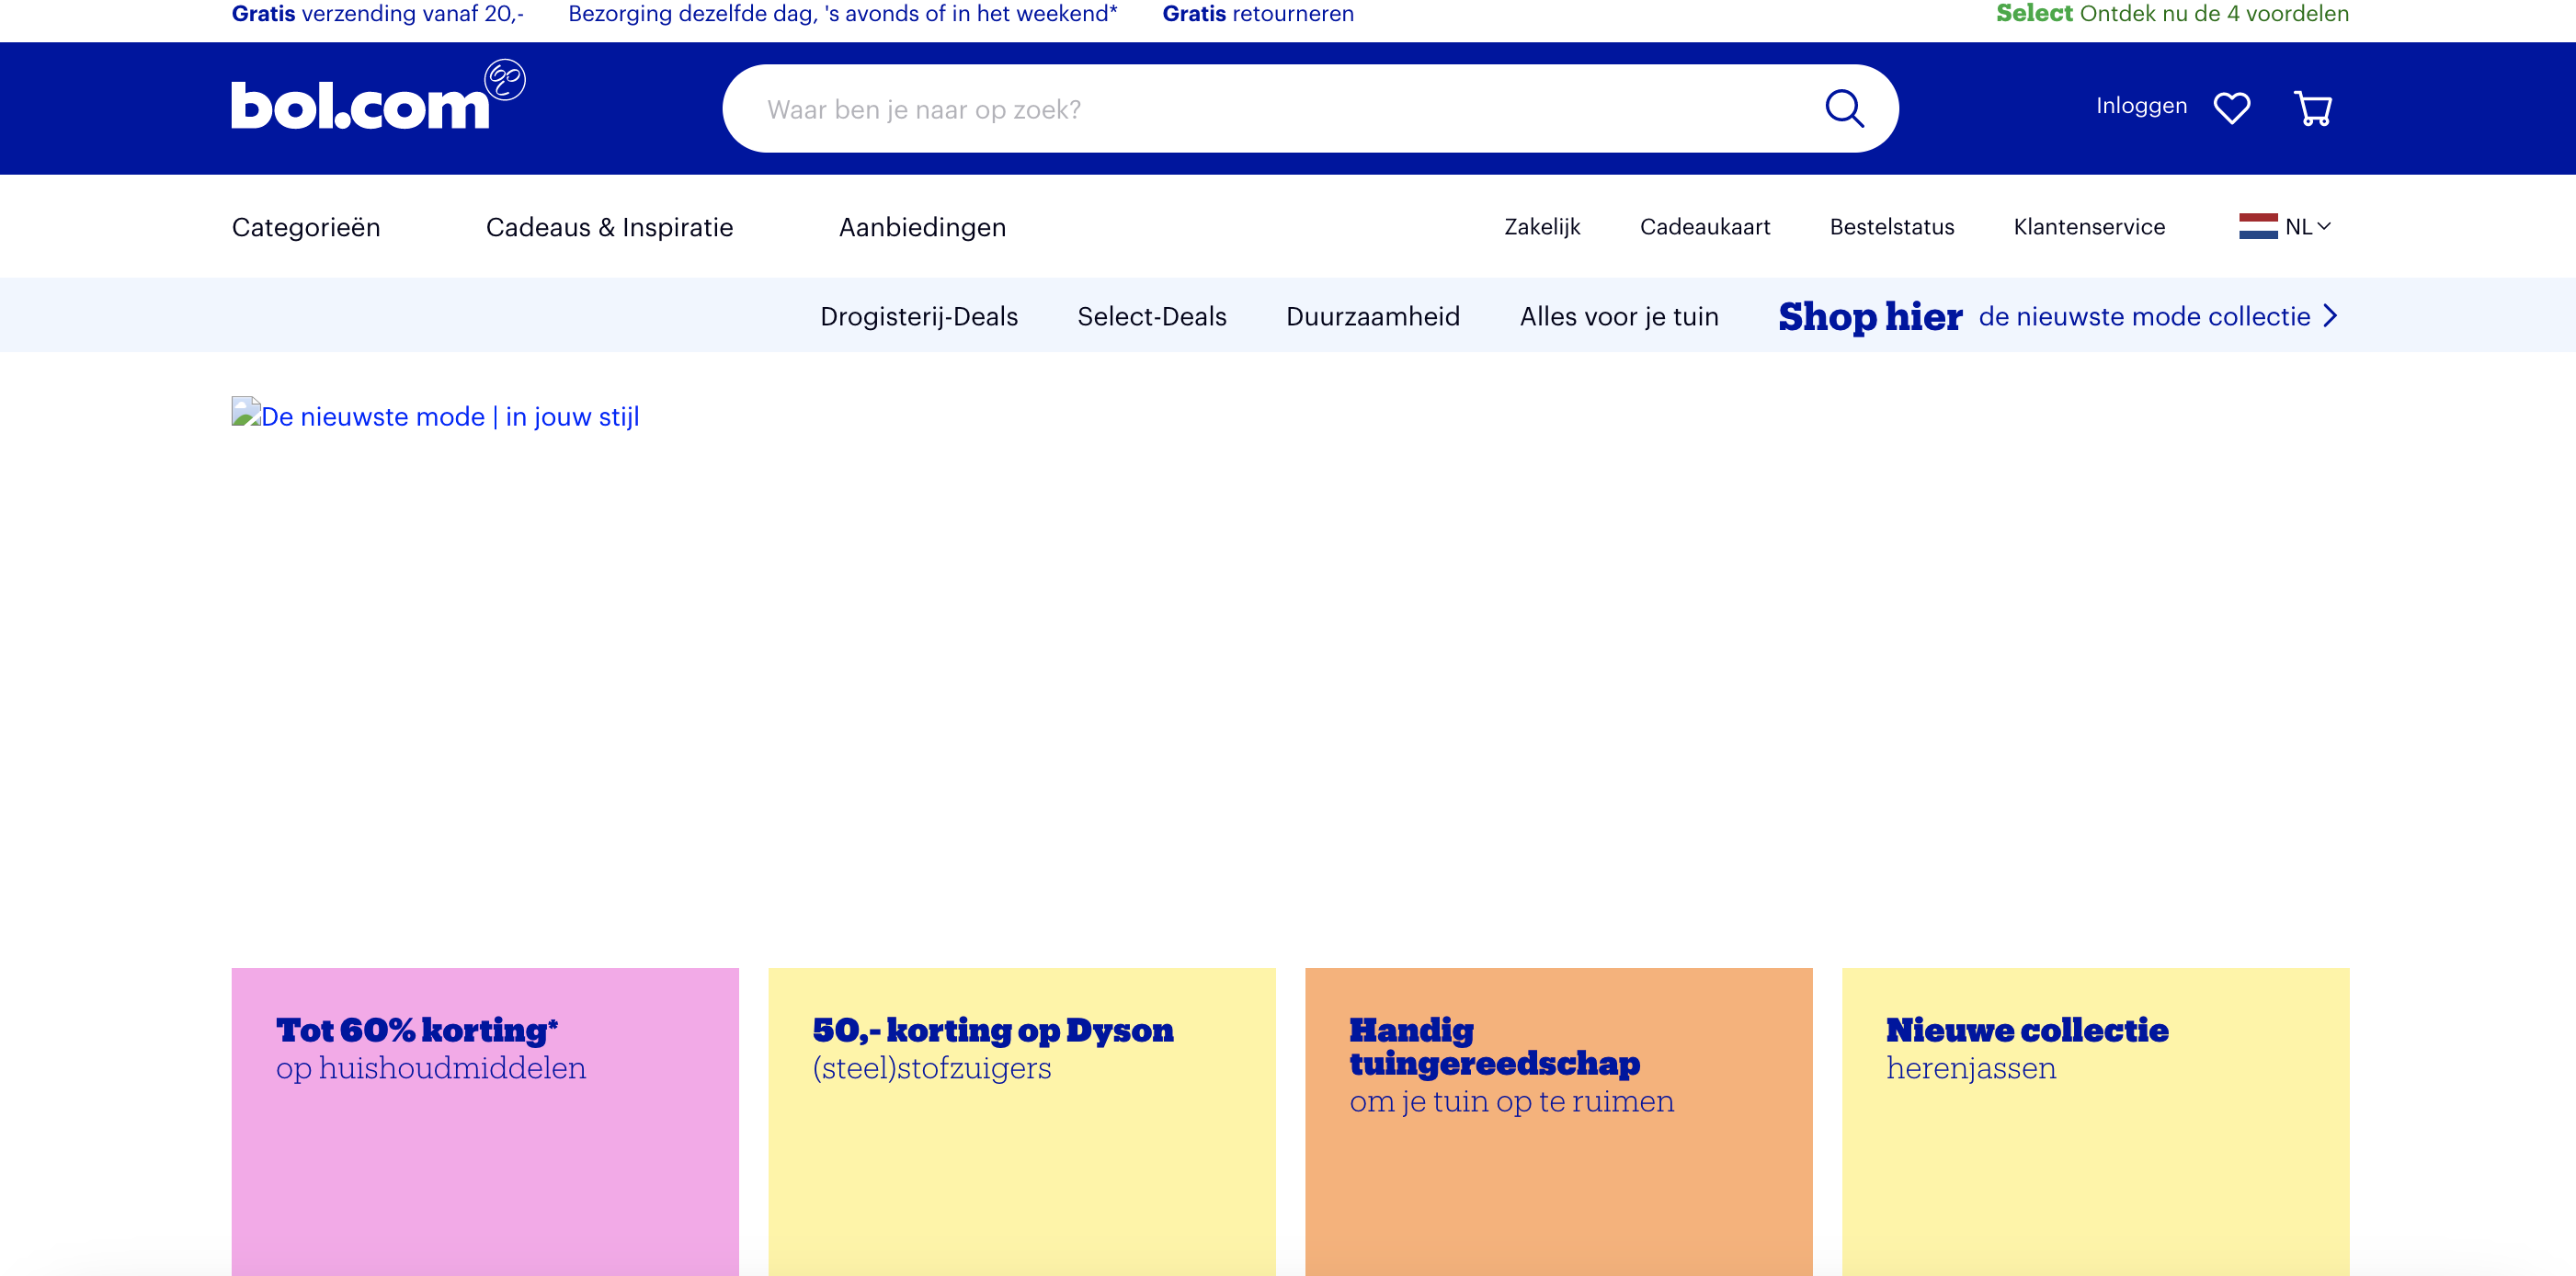 Gratis verzending vanaf 20,- Bezorging dezelfde dag, 's avonds of in het weekend* Gratis retourneren Select Ontdek nu de 4 voordelen
bol.com
Waar ben je naar op zoek?
Inloggen
Categorieën Cadeaus & Inspiratie Aanbiedingen Zakelijk Cadeaukaart Bestelstatus Klantenservice NL
Drogisterij-Deals Select-Deals Duurzaamheid Alles voor je tuin Shop hier de nieuwste mode collectie
De nieuwste mode | in jouw stijl
Tot 60% korting*
op huishoudmiddelen
50,- korting op Dyson
(steel)stofzuigers
Handig
tuingereedschap
om je tuin op te ruimen
Nieuwe collectie
herenjassen